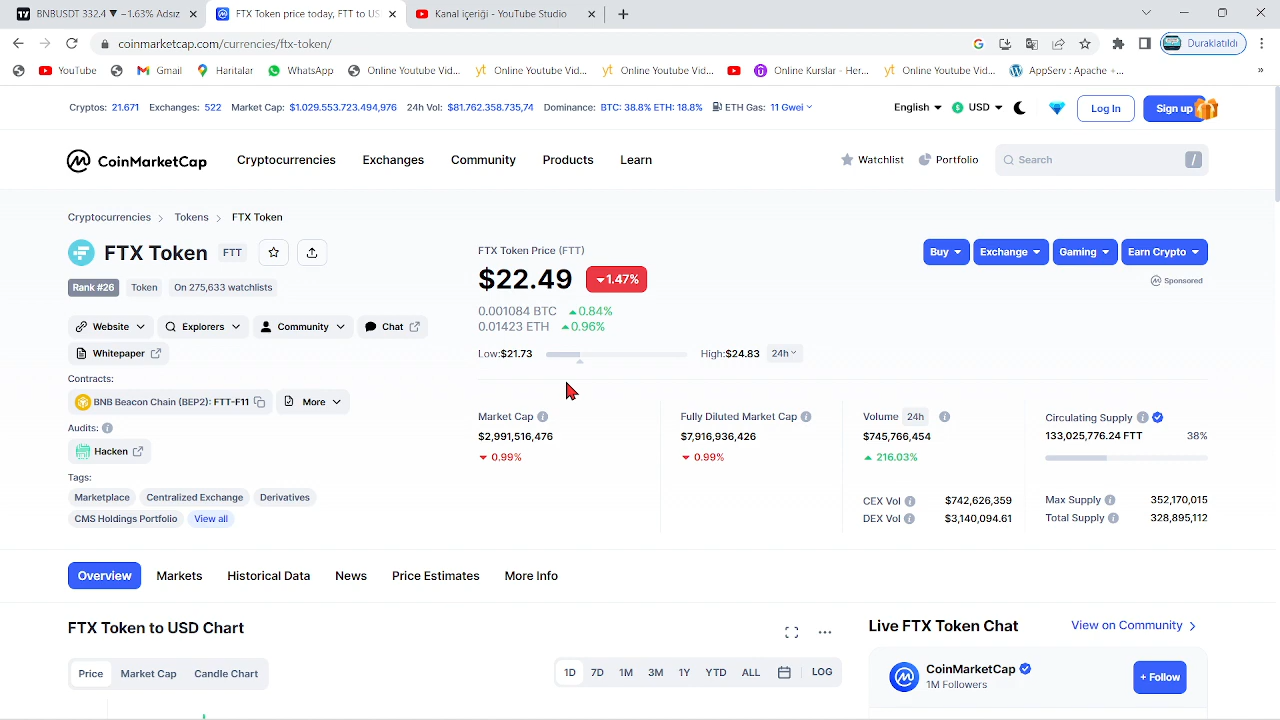 BNBUSDT 332.4 ▼ −1.63% Adsız
FTX Token price today, FTT to US
Kanal içeriği - YouTube Studio
coinmarketcap.com/currencies/ftx-token/
Duraklatıldı
YouTube
Gmail
Haritalar
WhatsApp
Online Youtube Vid...
Online Youtube Vid...
Online Youtube Vid...
Online Kurslar - Her...
Online Youtube Vid...
AppServ : Apache +...
»
Cryptos: 21.671 Exchanges: 522 Market Cap: $1.029.553.723.494,976 24h Vol: $81.762.358.735,74 Dominance: BTC: 38.8% ETH: 18.8% ETH Gas: 11 Gwei
English
USD
Log In
Sign up
CoinMarketCap
Cryptocurrencies
Exchanges
Community
Products
Learn
Watchlist
Portfolio
Search
/
Cryptocurrencies > Tokens > FTX Token
FTX Token FTT
Rank #26 Token On 275,633 watchlists
Website
Explorers
Community
Chat
Whitepaper
Contracts:
BNB Beacon Chain (BEP2): FTT-F11
More
Audits:
Hacken
Tags:
Marketplace Centralized Exchange Derivatives
CMS Holdings Portfolio View all
FTX Token Price (FTT)
$22.49 1.47%
0.001084 BTC 0.84%
0.01423 ETH 0.96%
Low:$21.73 High:$24.83 24h
Buy
Exchange
Gaming
Earn Crypto
Sponsored
Market Cap
$2,991,516,476
0.99%
Fully Diluted Market Cap
$7,916,936,426
0.99%
Volume 24h
$745,766,454
216.03%
CEX Vol $742,626,359
DEX Vol $3,140,094.61
Circulating Supply
133,025,776.24 FTT 38%
Max Supply 352,170,015
Total Supply 328,895,112
Overview
Markets
Historical Data
News
Price Estimates
More Info
FTX Token to USD Chart
Price
Market Cap
Candle Chart
1D 7D 1M 3M 1Y YTD ALL LOG
Live FTX Token Chat
View on Community >
CoinMarketCap
1M Followers
+ Follow